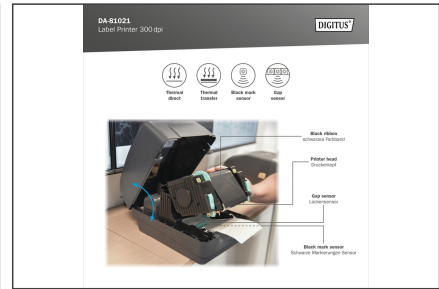 DA-81021
Label Printer 300 dpi
DIGITUS®
Thermal
direct
Thermal
transfer
Black mark
sensor
Gap
sensor
Black ribbon
schwarzes Farbband
Printer head
Druckerkopf
Gap sensor
Lückensensor
Black mark sensor
Schwarze Markierunger Sensor